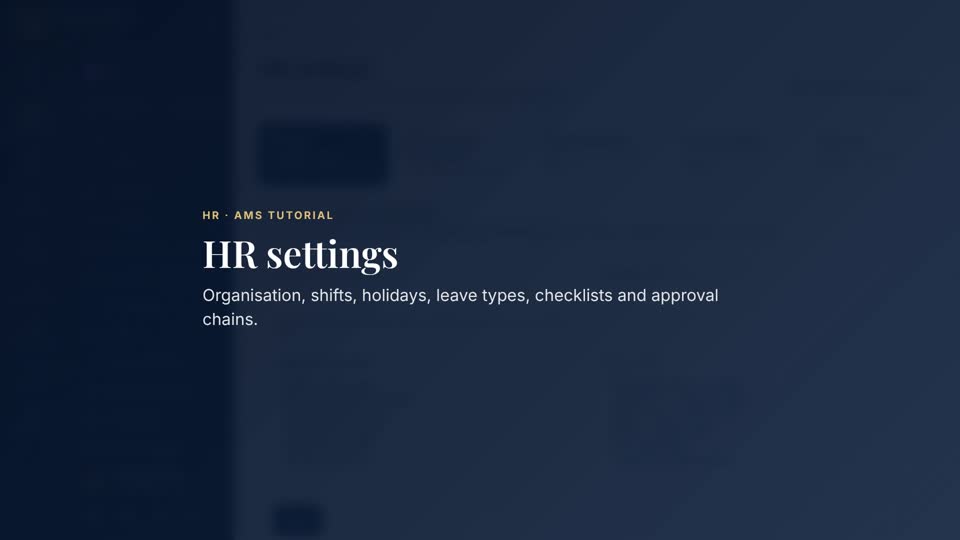 HR · AMS TUTORIAL
HR settings
Organisation, shifts, holidays, leave types, checklists and approval
chains.